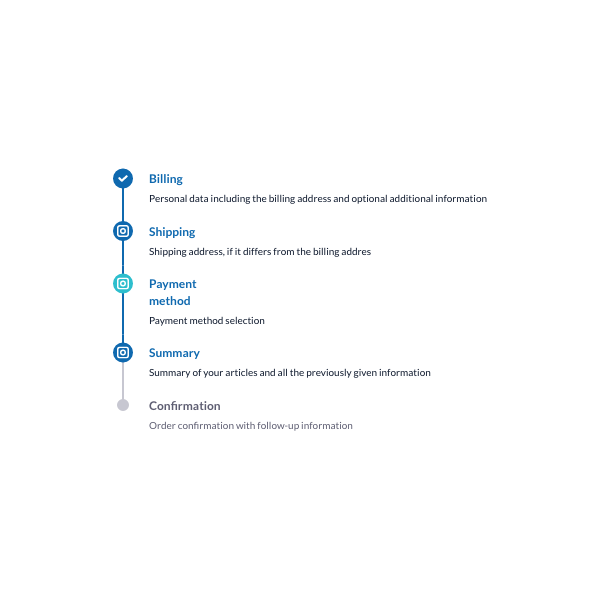 Billing
Personal data including the billing address and optional additional information
Shipping
Shipping address, if it differs from the billing addres
Payment
method
Payment method selection
Summary
Summary of your articles and all the previously given information
Confirmation
Order confirmation with follow-up information